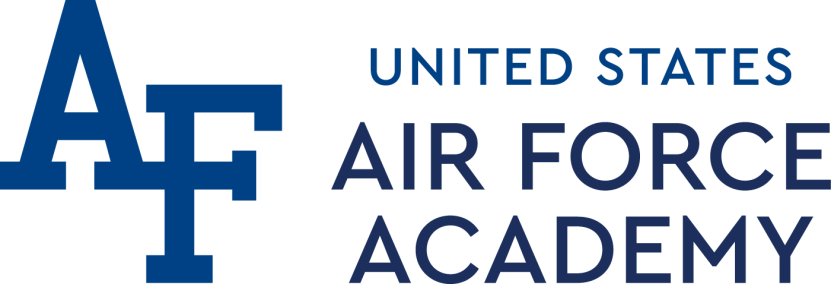 AF
UNITED STATES
AIR FORCE
ACADEMY